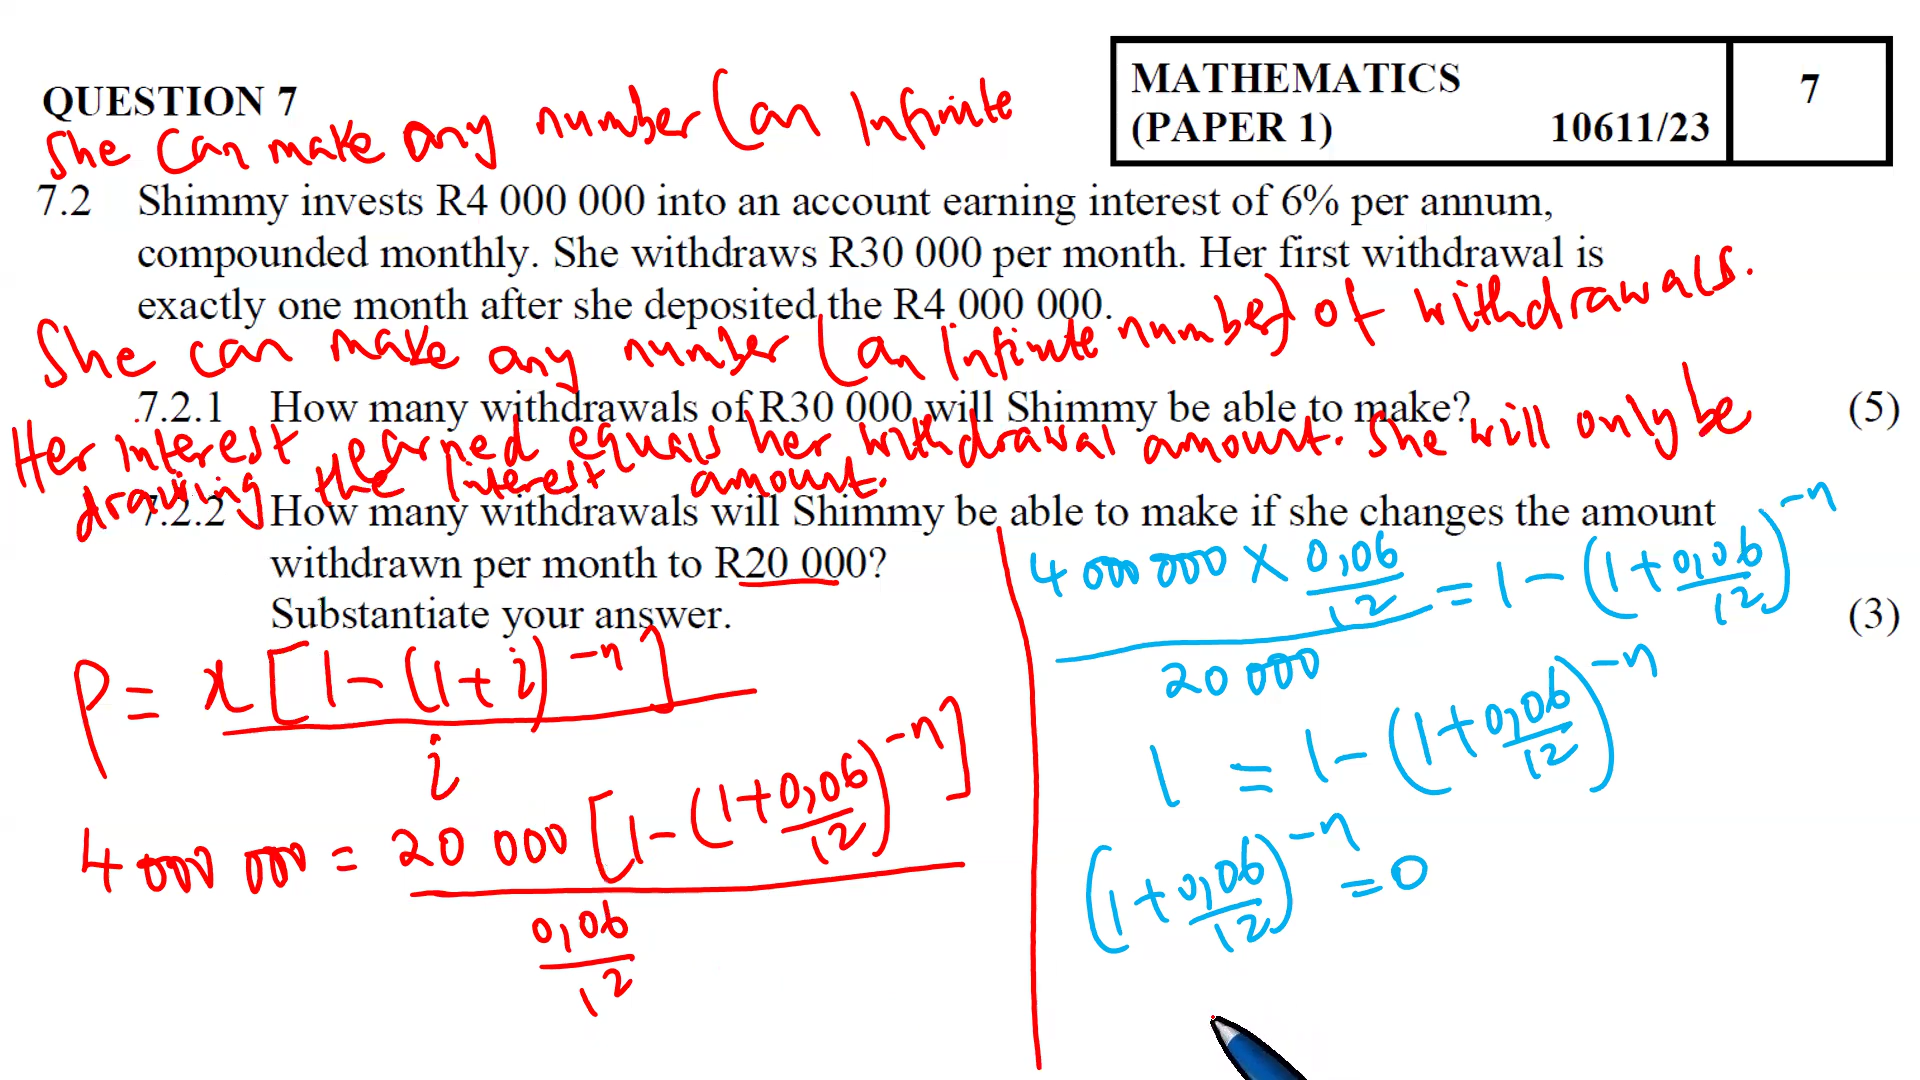 MATHEMATICS
(PAPER 1) 10611/23
7
QUESTION 7
She can make any number (an Infinite
7.2 Shimmy invests R4 000 000 into an account earning interest of 6% per annum,
compounded monthly. She withdraws R30 000 per month. Her first withdrawal is
exactly one month after she deposited the R4 000 000.
She can make any number (an Infinite number) of withdrawals.
7.2.1 How many withdrawals of R30 000 will Shimmy be able to make? (5)
Her interest earned equals her withdrawal amount. She will only be
drawing the interest amount.
7.2.2 How many withdrawals will Shimmy be able to make if she changes the amount
withdrawn per month to R20 000?
Substantiate your answer. (3)
P = x[1-(1+i)^-n] / i
4 000 000 = 20 000[1-(1+0,06/12)^-n] / 0,06/12
4 000 000 × 0,06/12 / 20 000 = 1-(1+0,06/12)^-n
1 = 1-(1+0,06/12)^-n
(1+0,06/12)^-n = 0